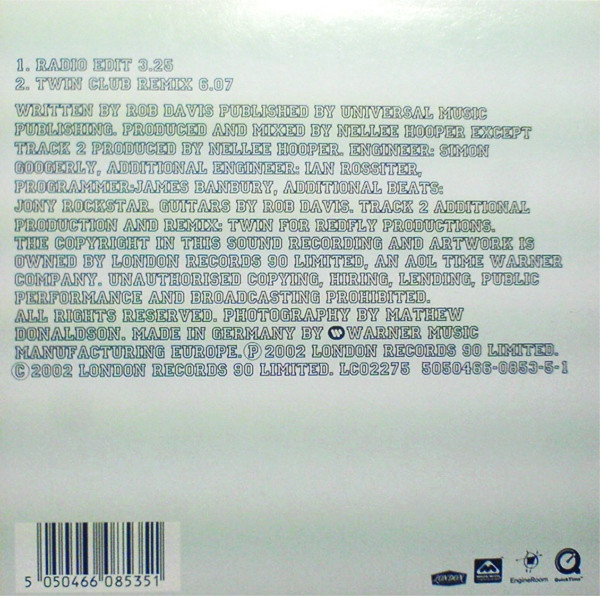 1. RADIO EDIT 3.25
2. TWIN CLUB REMIX 6.07
WRITTEN BY ROB DAVIS PUBLISHED BY UNIVERSAL MUSIC
PUBLISHING. PRODUCED AND MIXED BY NELLEE HOOPER EXCEPT
TRACK 2 PRODUCED BY NELLEE HOOPER. ENGINEER: SIMON
GOOGERLY, ADDITIONAL ENGINEER: IAN ROSSITER,
PROGRAMMER-JAMES BANBURY, ADDITIONAL BEATS:
JONY ROCKSTAR. GUITARS BY ROB DAVIS. TRACK 2 ADDITIONAL
PRODUCTION AND REMIX: TWIN FOR REDFLY PRODUCTIONS.
THE COPYRIGHT IN THIS SOUND RECORDING AND ARTWORK IS
OWNED BY LONDON RECORDS 90 LIMITED, AN AOL TIME WARNER
COMPANY. UNAUTHORISED COPYING, HIRING, LENDING, PUBLIC
PERFORMANCE AND BROADCASTING PROHIBITED.
ALL RIGHTS RESERVED. PHOTOGRAPHY BY MATHEW
DONALDSON. MADE IN GERMANY BY WARNER MUSIC
MANUFACTURING EUROPE. Ⓟ 2002 LONDON RECORDS 90 LIMITED.
© 2002 LONDON RECORDS 90 LIMITED. LC02275 5050466-0853-5-1
5 050466 085351
LONDON
EngineRoom
QuickTime™